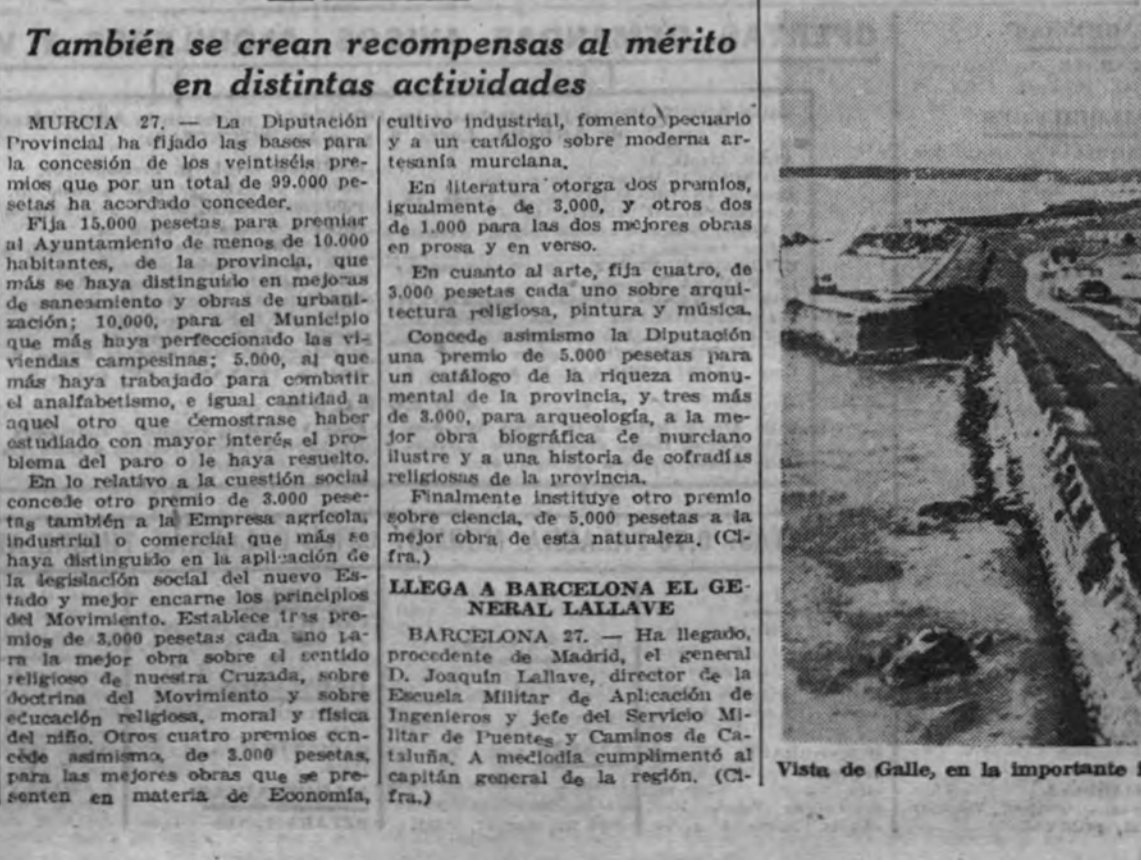 También se crean recompensas al mérito
en distintas actividades
MURCIA 27. — La Diputación
Provincial ha fijado las bases para
la concesión de los veintiséis pre-
mios que por un total de 99.000 pe-
setas ha acordado conceder.
Fija 15.000 pesetas para premiar
al Ayuntamiento de menos de 10.000
habitantes, de la provincia, que
más se haya distinguido en mejoras
de saneamiento y obras de urbani-
zación; 10.000, para el Municipio
que más haya perfeccionado las vi-
viendas campesinas; 5.000, al que
más haya trabajado para combatir
el analfabetismo, e igual cantidad a
aquel otro que demostrase haber
estudiado con mayor interés el pro-
blema del paro o le haya resuelto.
En lo relativo a la cuestión social
concede otro premio de 3.000 pese-
tas también a la Empresa agrícola,
industrial o comercial que más se
haya distinguido en la aplicación de
la legislación social del nuevo Es-
tado y mejor encarne los principios
del Movimiento. Establece tres pre-
mios de 3.000 pesetas cada uno pa-
ra la mejor obra sobre el sentido
religioso de nuestra Cruzada, sobre
doctrina del Movimiento y sobre
educación religiosa, moral y física
del niño. Otros cuatro premios con-
cede asimismo, de 3.000 pesetas,
para las mejores obras que se pre-
senten en materia de Economía,
cultivo industrial, fomento pecuario
y a un catálogo sobre moderna ar-
tesanía murciana.
En literatura otorga dos premios,
igualmente de 3.000, y otros dos
de 1.000 para las dos mejores obras
en prosa y en verso.
En cuanto al arte, fija cuatro, de
3.000 pesetas cada uno sobre arqui-
tectura religiosa, pintura y música.
Concede asimismo la Diputación
una premio de 5.000 pesetas para
un catálogo de la riqueza monu-
mental de la provincia, y tres más
de 3.000, para arqueología, a la me-
jor obra biográfica de murciano
ilustre y a una historia de cofradías
religiosas de la provincia.
Finalmente instituye otro premio
sobre ciencia, de 5.000 pesetas a la
mejor obra de esta naturaleza. (Ci-
fra.)
LLEGA A BARCELONA EL GE-
NERAL LALLAVE
BARCELONA 27. — Ha llegado,
procedente de Madrid, el general
D. Joaquín Lallave, director de la
Escuela Militar de Aplicación de
Ingenieros y jefe del Servicio Mi-
litar de Puentes y Caminos de Ca-
taluña. A mediodía cumplimentó al
capitán general de la región. (Ci-
fra.)
Vista de Galle, en la importante